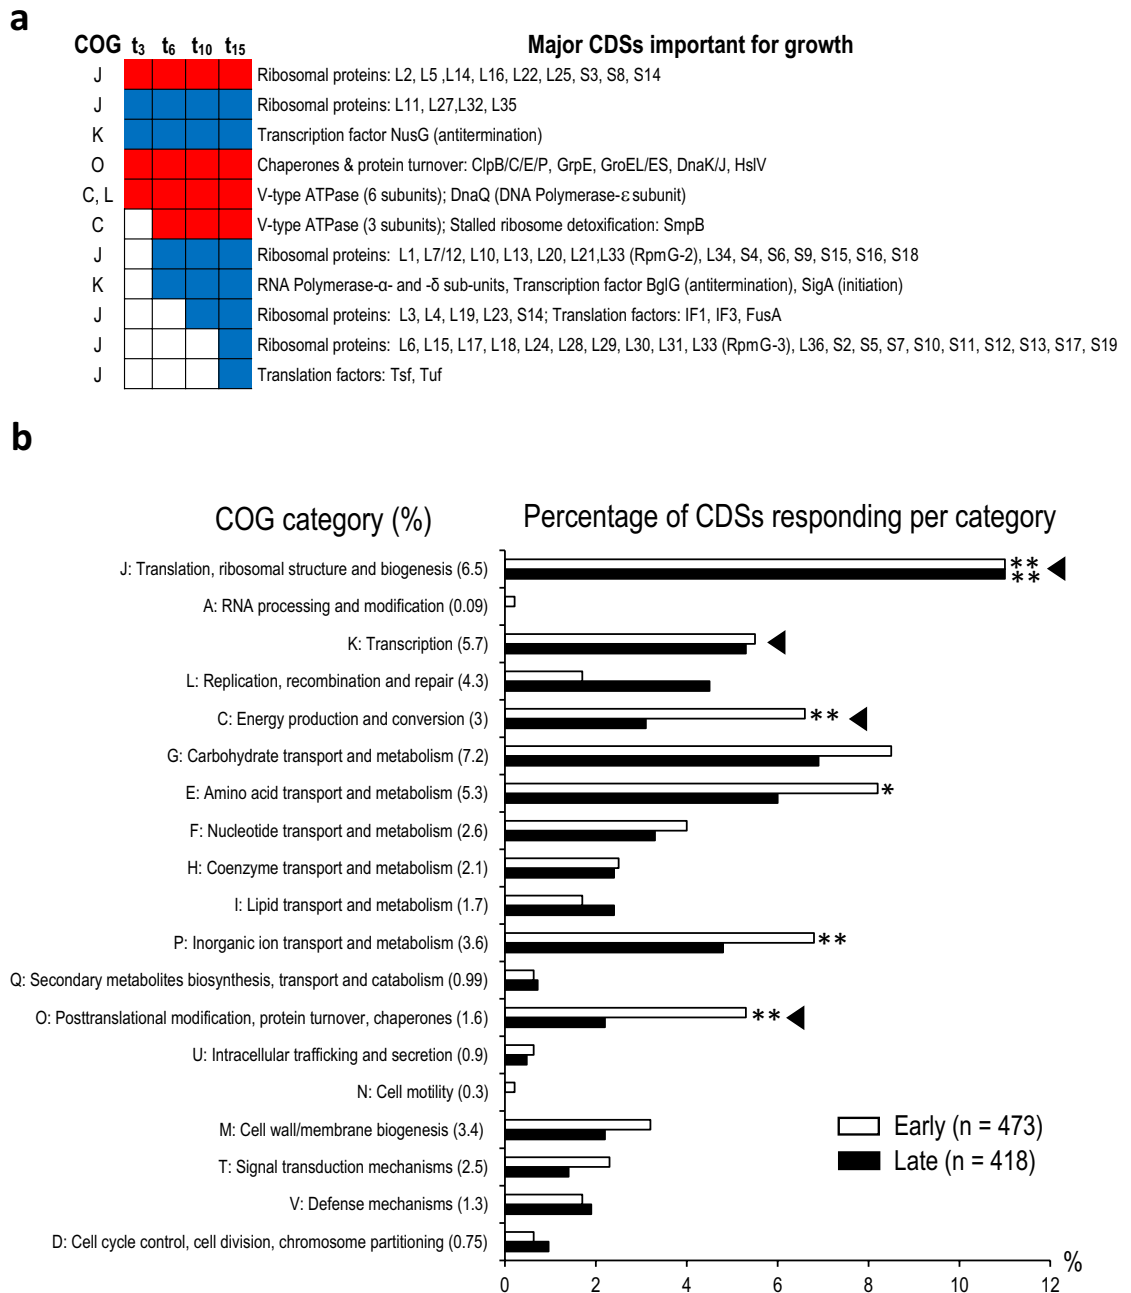 a
COG t3 t6 t10 t15 Major CDSs important for growth
J Ribosomal proteins: L2, L5 ,L14, L16, L22, L25, S3, S8, S14
J Ribosomal proteins: L11, L27,L32, L35
K Transcription factor NusG (antitermination)
O Chaperones & protein turnover: ClpB/C/E/P, GrpE, GroEL/ES, DnaK/J, HslV
C, L V-type ATPase (6 subunits); DnaQ (DNA Polymerase-ε subunit)
C V-type ATPase (3 subunits); Stalled ribosome detoxification: SmpB
J Ribosomal proteins: L1, L7/12, L10, L13, L20, L21,L33 (RpmG-2), L34, S4, S6, S9, S15, S16, S18
K RNA Polymerase-α- and -δ sub-units, Transcription factor BglG (antitermination), SigA (initiation)
J Ribosomal proteins: L3, L4, L19, L23, S14; Translation factors: IF1, IF3, FusA
J Ribosomal proteins: L6, L15, L17, L18, L24, L28, L29, L30, L31, L33 (RpmG-3), L36, S2, S5, S7, S10, S11, S12, S13, S17, S19
J Translation factors: Tsf, Tuf
b
COG category (%) Percentage of CDSs responding per category
J: Translation, ribosomal structure and biogenesis (6.5) **
**
A: RNA processing and modification (0.09)
K: Transcription (5.7)
L: Replication, recombination and repair (4.3)
C: Energy production and conversion (3) **
G: Carbohydrate transport and metabolism (7.2)
E: Amino acid transport and metabolism (5.3) *
F: Nucleotide transport and metabolism (2.6)
H: Coenzyme transport and metabolism (2.1)
I: Lipid transport and metabolism (1.7)
P: Inorganic ion transport and metabolism (3.6) **
Q: Secondary metabolites biosynthesis, transport and catabolism (0.99)
O: Posttranslational modification, protein turnover, chaperones (1.6) **
U: Intracellular trafficking and secretion (0.9)
N: Cell motility (0.3)
M: Cell wall/membrane biogenesis (3.4)
T: Signal transduction mechanisms (2.5)
V: Defense mechanisms (1.3)
D: Cell cycle control, cell division, chromosome partitioning (0.75)
Early (n = 473)
Late (n = 418)
%
0 2 4 6 8 10 12